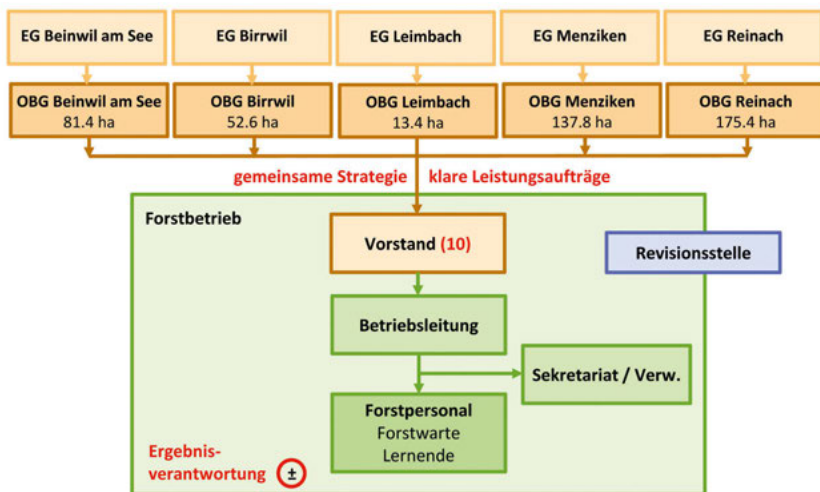 EG Beinwil am See
EG Birrwil
EG Leimbach
EG Menziken
EG Reinach
OBG Beinwil am See
81.4 ha
OBG Birrwil
52.6 ha
OBG Leimbach
13.4 ha
OBG Menziken
137.8 ha
OBG Reinach
175.4 ha
gemeinsame Strategie
klare Leistungsaufträge
Forstbetrieb
Vorstand (10)
Revisionsstelle
Betriebsleitung
Sekretariat / Verw.
Forstpersonal
Forstwarte
Lernende
Ergebnis-
verantwortung ±